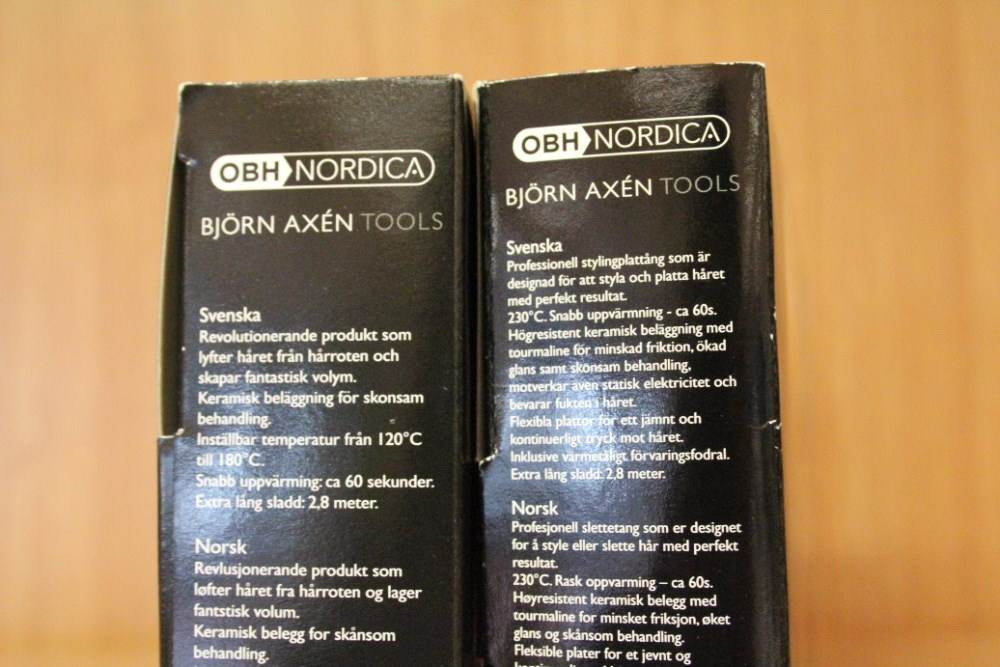 OBH NORDICA
BJÖRN AXÉN TOOLS
Svenska
Revolutionerande produkt som
lyfter håret från hårroten och
skapar fantastisk volym.
Keramisk beläggning för skonsam
behandling.
Inställbar temperatur från 120°C
till 180°C.
Snabb uppvärming: ca 60 sekunder.
Extra lång sladd: 2,8 meter.
Norsk
Revlusjonerande produkt som
løfter håret fra hårroten og lager
fantstisk volum.
Keramisk belegg for skånsom
behandling.
OBH NORDICA
BJÖRN AXÉN TOOLS
Svenska
Professionell stylingplattång som är
designad för att styla och platta håret
med perfekt resultat.
230°C. Snabb uppvärmning - ca 60s.
Högresistent keramisk beläggning med
tourmaline för minskad friktion, ökad
glans samt skonsam behandling,
motverkar även statisk elektricitet och
bevarar fukten i håret.
Flexibla plattor för ett jämnt och
kontinuerligt tryck mot håret.
Inklusive värmetåligt förvaringsfodral.
Extra lång sladd: 2,8 meter.
Norsk
Profesjonell slettetang som er designet
for å style eller slette hår med perfekt
resultat.
230°C. Rask oppvarming – ca 60s.
Høyresistent keramisk belegg med
tourmaline for minsket friksjon, øket
glans og skånsom behandling.
Fleksible plater for et jevnt og